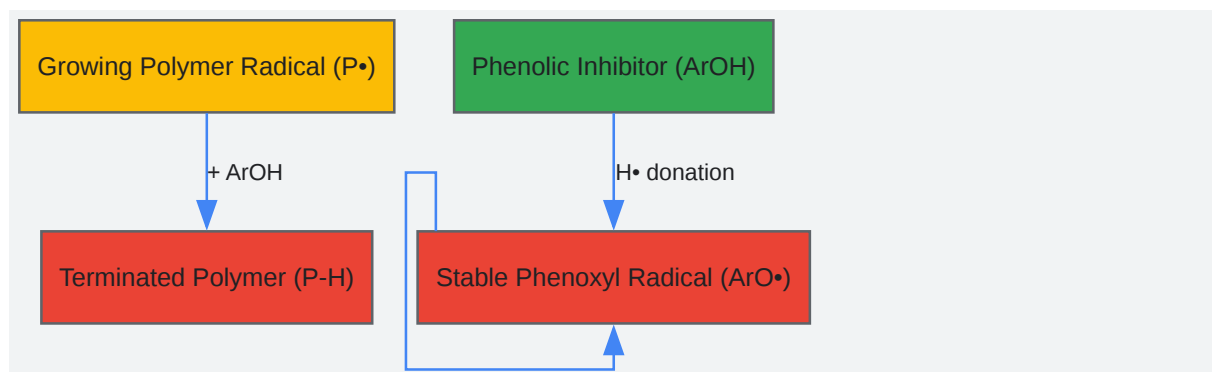 Growing Polymer Radical (P•)
Phenolic Inhibitor (ArOH)
+ ArOH
H• donation
Terminated Polymer (P-H)
Stable Phenoxyl Radical (ArO•)